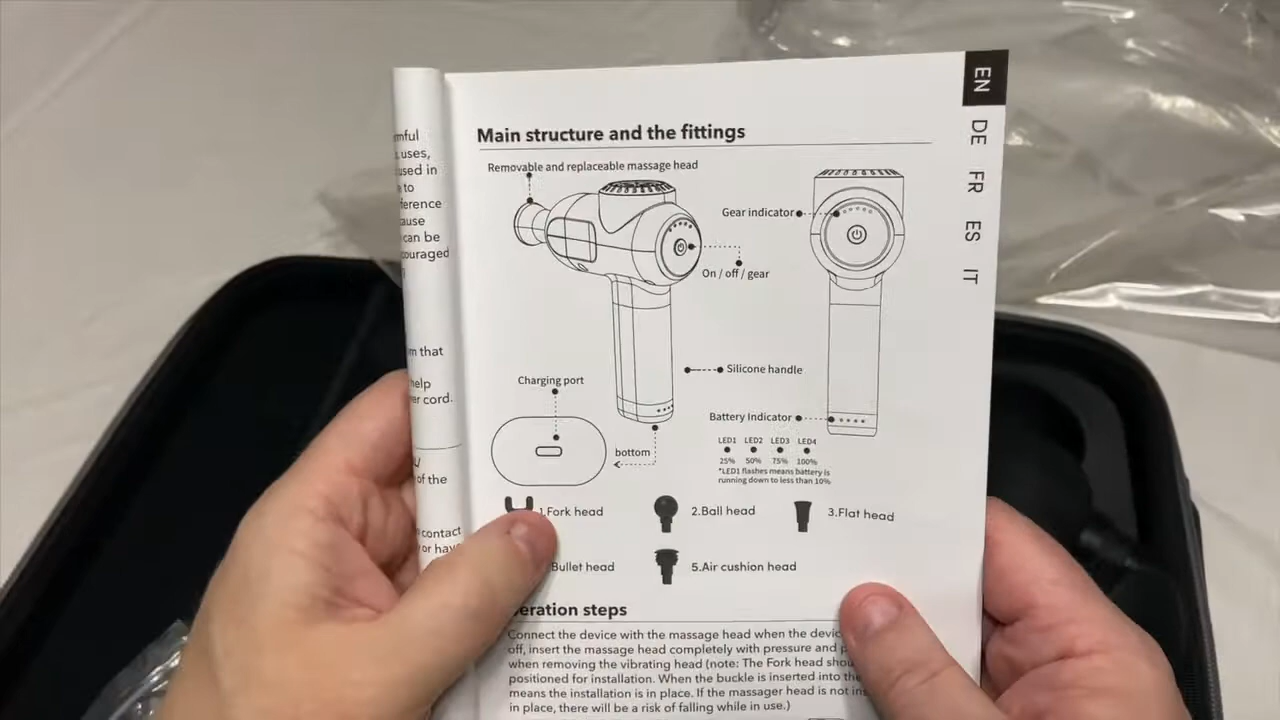 EN
DE
FR
ES
IT
mful
uses,
used in
to
ference
ause
can be
couraged
m that
help
er cord.
of the
contact
or hav
Main structure and the fittings
Removable and replaceable massage head
Gear indicator
On / off / gear
Silicone handle
Charging port
Battery Indicator
bottom
LED1 LED2 LED3 LED4
25% 50% 75% 100%
*LED1 flashes means battery is
running down to less than 10%
1.Fork head
2.Ball head
3.Flat head
Bullet head
5.Air cushion head
eration steps
Connect the device with the massage head when the devic
off, insert the massage head completely with pressure and p
when removing the vibrating head (note: The Fork head shou
positioned for installation. When the buckle is inserted into the
means the installation is in place. If the massager head is not ins
in place, there will be a risk of falling while in use.)